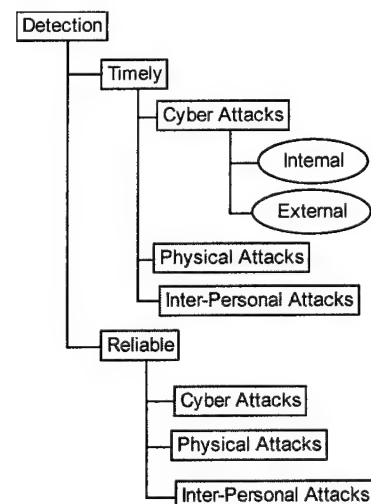 Detection
Timely
Cyber Attacks
Internal
External
Physical Attacks
Inter-Personal Attacks
Reliable
Cyber Attacks
Physical Attacks
Inter-Personal Attacks